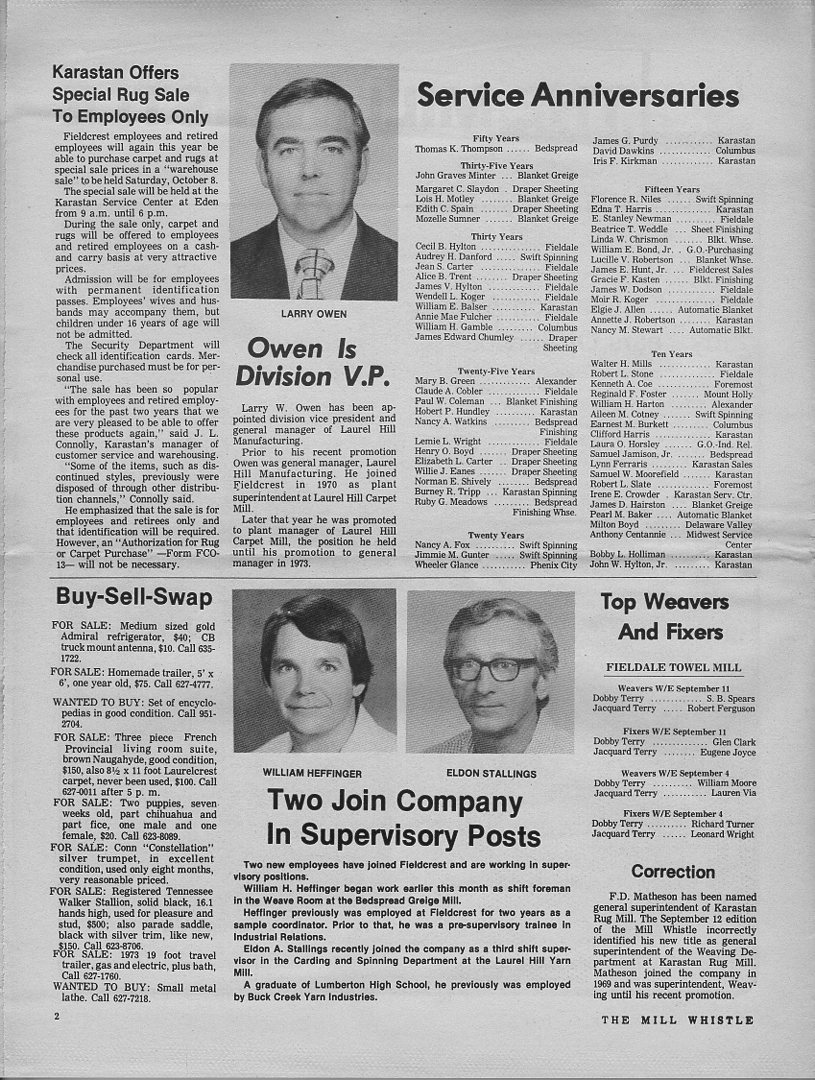 Karastan Offers
Special Rug Sale
To Employees Only
Fieldcrest employees and retired
employees will again this year be
able to purchase carpet and rugs at
special sale prices in a "warehouse
sale" to be held Saturday, October 8.
The special sale will be held at the
Karastan Service Center at Eden
from 9 a.m. until 6 p.m.
During the sale only, carpet and
rugs will be offered to employees
and retired employees on a cash-
and carry basis at very attractive
prices.
Admission will be for employees
with permanent identification
passes. Employees' wives and hus-
bands may accompany them, but
children under 16 years of age will
not be admitted.
The Security Department will
check all identification cards. Mer-
chandise purchased must be for per-
sonal use.
"The sale has been so popular
with employees and retired employ-
ees for the past two years that we
are very pleased to be able to offer
these products again," said J. L.
Connolly, Karastan's manager of
customer service and warehousing.
"Some of the items, such as dis-
continued styles, previously were
disposed of through other distribu-
tion channels," Connolly said.
He emphasized that the sale is for
employees and retirees only and
that identification will be required.
However, an "Authorization for Rug
or Carpet Purchase" —Form FCO-
13— will not be necessary.
LARRY OWEN
Owen Is
Division V.P.
Larry W. Owen has been ap-
pointed division vice president and
general manager of Laurel Hill
Manufacturing.
Prior to his recent promotion
Owen was general manager, Laurel
Hill Manufacturing. He joined
Fieldcrest in 1970 as plant
superintendent at Laurel Hill Carpet
Mill.
Later that year he was promoted
to plant manager of Laurel Hill
Carpet Mill, the position he held
until his promotion to general
manager in 1973.
Service Anniversaries
Fifty Years
Thomas K. Thompson ...... Bedspread
Thirty-Five Years
John Graves Minter ... Blanket Greige
Margaret C. Slaydon . Draper Sheeting
Lois H. Motley ........ Blanket Greige
Edith C. Spain ....... Draper Sheeting
Mozelle Sumner ....... Blanket Greige
Thirty Years
Cecil B. Hylton ............... Fieldale
Audrey H. Danford ..... Swift Spinning
Jean S. Carter ................ Fieldale
Alice B. Trent ........ Draper Sheeting
James V. Hylton .............. Fieldale
Wendell L. Koger ............. Fieldale
William E. Balser ........... Karastan
Annie Mae Fulcher ............ Fieldale
William H. Gamble ......... Columbus
James Edward Chumley ...... Draper
Sheeting
Twenty-Five Years
Mary B. Green ............. Alexander
Claude A. Cobler ............. Fieldale
Paul W. Coleman ... Blanket Finishing
Hobert P. Hundley .......... Karastan
Nancy A. Watkins ......... Bedspread
Finishing
Lemie L. Wright .............. Fieldale
Henry O. Boyd ....... Draper Sheeting
Elizabeth L. Carter .. Draper Sheeting
Willie J. Eanes ....... Draper Sheeting
Norman E. Shively ........ Bedspread
Burney R. Tripp ... Karastan Spinning
Ruby G. Meadows ......... Bedspread
Finishing Whse.
Twenty Years
Nancy A. Fox .......... Swift Spinning
Jimmie M. Gunter ..... Swift Spinning
Wheeler Glance ........... Phenix City
James G. Purdy ........... Karastan
David Dawkins ............ Columbus
Iris F. Kirkman ............ Karastan
Fifteen Years
Florence R. Niles ...... Swift Spinning
Edna T. Harris ............. Karastan
E. Stanley Newman .......... Fieldale
Beatrice T. Weddle ... Sheet Finishing
Linda W. Chrismon ...... Blkt. Whse.
William E. Bond, Jr. . G.O.-Purchasing
Lucille V. Robertson ... Blanket Whse.
James E. Hunt, Jr. ... Fieldcrest Sales
Gracie F. Kasten ...... Blkt. Finishing
James W. Dodson ............ Fieldale
Moir R. Koger ............... Fieldale
Elgie J. Allen ...... Automatic Blanket
Annette J. Robertson ........ Karastan
Nancy M. Stewart .... Automatic Blkt.
Ten Years
Walter H. Mills ............. Karastan
Robert L. Stone .............. Fieldale
Kenneth A. Coe ............. Foremost
Reginald F. Foster ....... Mount Holly
William H. Harton ......... Alexander
Aileen M. Cotney ....... Swift Spinning
Earnest M. Burkett ......... Columbus
Clifford Harris ............. Karastan
Laura O. Horsley ....... G.O.-Ind. Rel.
Samuel Jamison, Jr. ...... Bedspread
Lynn Ferraris ......... Karastan Sales
Samuel W. Moorefield ....... Karastan
Robert L. Slate ............. Foremost
Irene E. Crowder . Karastan Serv. Ctr.
James D. Hairston .... Blanket Greige
Pearl M. Baker .... Automatic Blanket
Milton Boyd ......... Delaware Valley
Anthony Centannie ... Midwest Service
Center
Bobby L. Holliman .......... Karastan
John W. Hylton, Jr. ......... Karastan
Buy-Sell-Swap
FOR SALE: Medium sized gold
Admiral refrigerator, $40; CB
truck mount antenna, $10. Call 635-
1722.
FOR SALE: Homemade trailer, 5' x
6', one year old, $75. Call 627-4777.
WANTED TO BUY: Set of encyclo-
pedias in good condition. Call 951-
2704.
FOR SALE: Three piece French
Provincial living room suite,
brown Naugahyde, good condition,
$150, also 8½ x 11 foot Laurelcrest
carpet, never been used, $100. Call
627-0011 after 5 p. m.
FOR SALE: Two puppies, seven
weeks old, part chihuahua and
part fice, one male and one
female, $20. Call 623-8089.
FOR SALE: Conn "Constellation"
silver trumpet, in excellent
condition, used only eight months,
very reasonable priced.
FOR SALE: Registered Tennessee
Walker Stallion, solid black, 16.1
hands high, used for pleasure and
stud, $500; also parade saddle,
black with silver trim, like new,
$150. Call 623-8706.
FOR SALE: 1973 19 foot travel
trailer, gas and electric, plus bath,
Call 627-1760.
WANTED TO BUY: Small metal
lathe. Call 627-7218.
WILLIAM HEFFINGER
ELDON STALLINGS
Two Join Company
In Supervisory Posts
Two new employees have joined Fieldcrest and are working in super-
visory positions.
William H. Heffinger began work earlier this month as shift foreman
in the Weave Room at the Bedspread Greige Mill.
Heffinger previously was employed at Fieldcrest for two years as a
sample coordinator. Prior to that, he was a pre-supervisory trainee in
Industrial Relations.
Eldon A. Stallings recently joined the company as a third shift super-
visor in the Carding and Spinning Department at the Laurel Hill Yarn
Mill.
A graduate of Lumberton High School, he previously was employed
by Buck Creek Yarn Industries.
Top Weavers
And Fixers
FIELDALE TOWEL MILL
Weavers W/E September 11
Dobby Terry ............. S. B. Spears
Jacquard Terry ..... Robert Ferguson
Fixers W/E September 11
Dobby Terry .............. Glen Clark
Jacquard Terry ........ Eugene Joyce
Weavers W/E September 4
Dobby Terry .......... William Moore
Jacquard Terry ........... Lauren Via
Fixers W/E September 4
Dobby Terry .......... Richard Turner
Jacquard Terry ...... Leonard Wright
Correction
F.D. Matheson has been named
general superintendent of Karastan
Rug Mill. The September 12 edition
of the Mill Whistle incorrectly
identified his new title as general
superintendent of the Weaving De-
partment at Karastan Rug Mill.
Matheson joined the company in
1969 and was superintendent, Weav-
ing until his recent promotion.
2
THE MILL WHISTLE